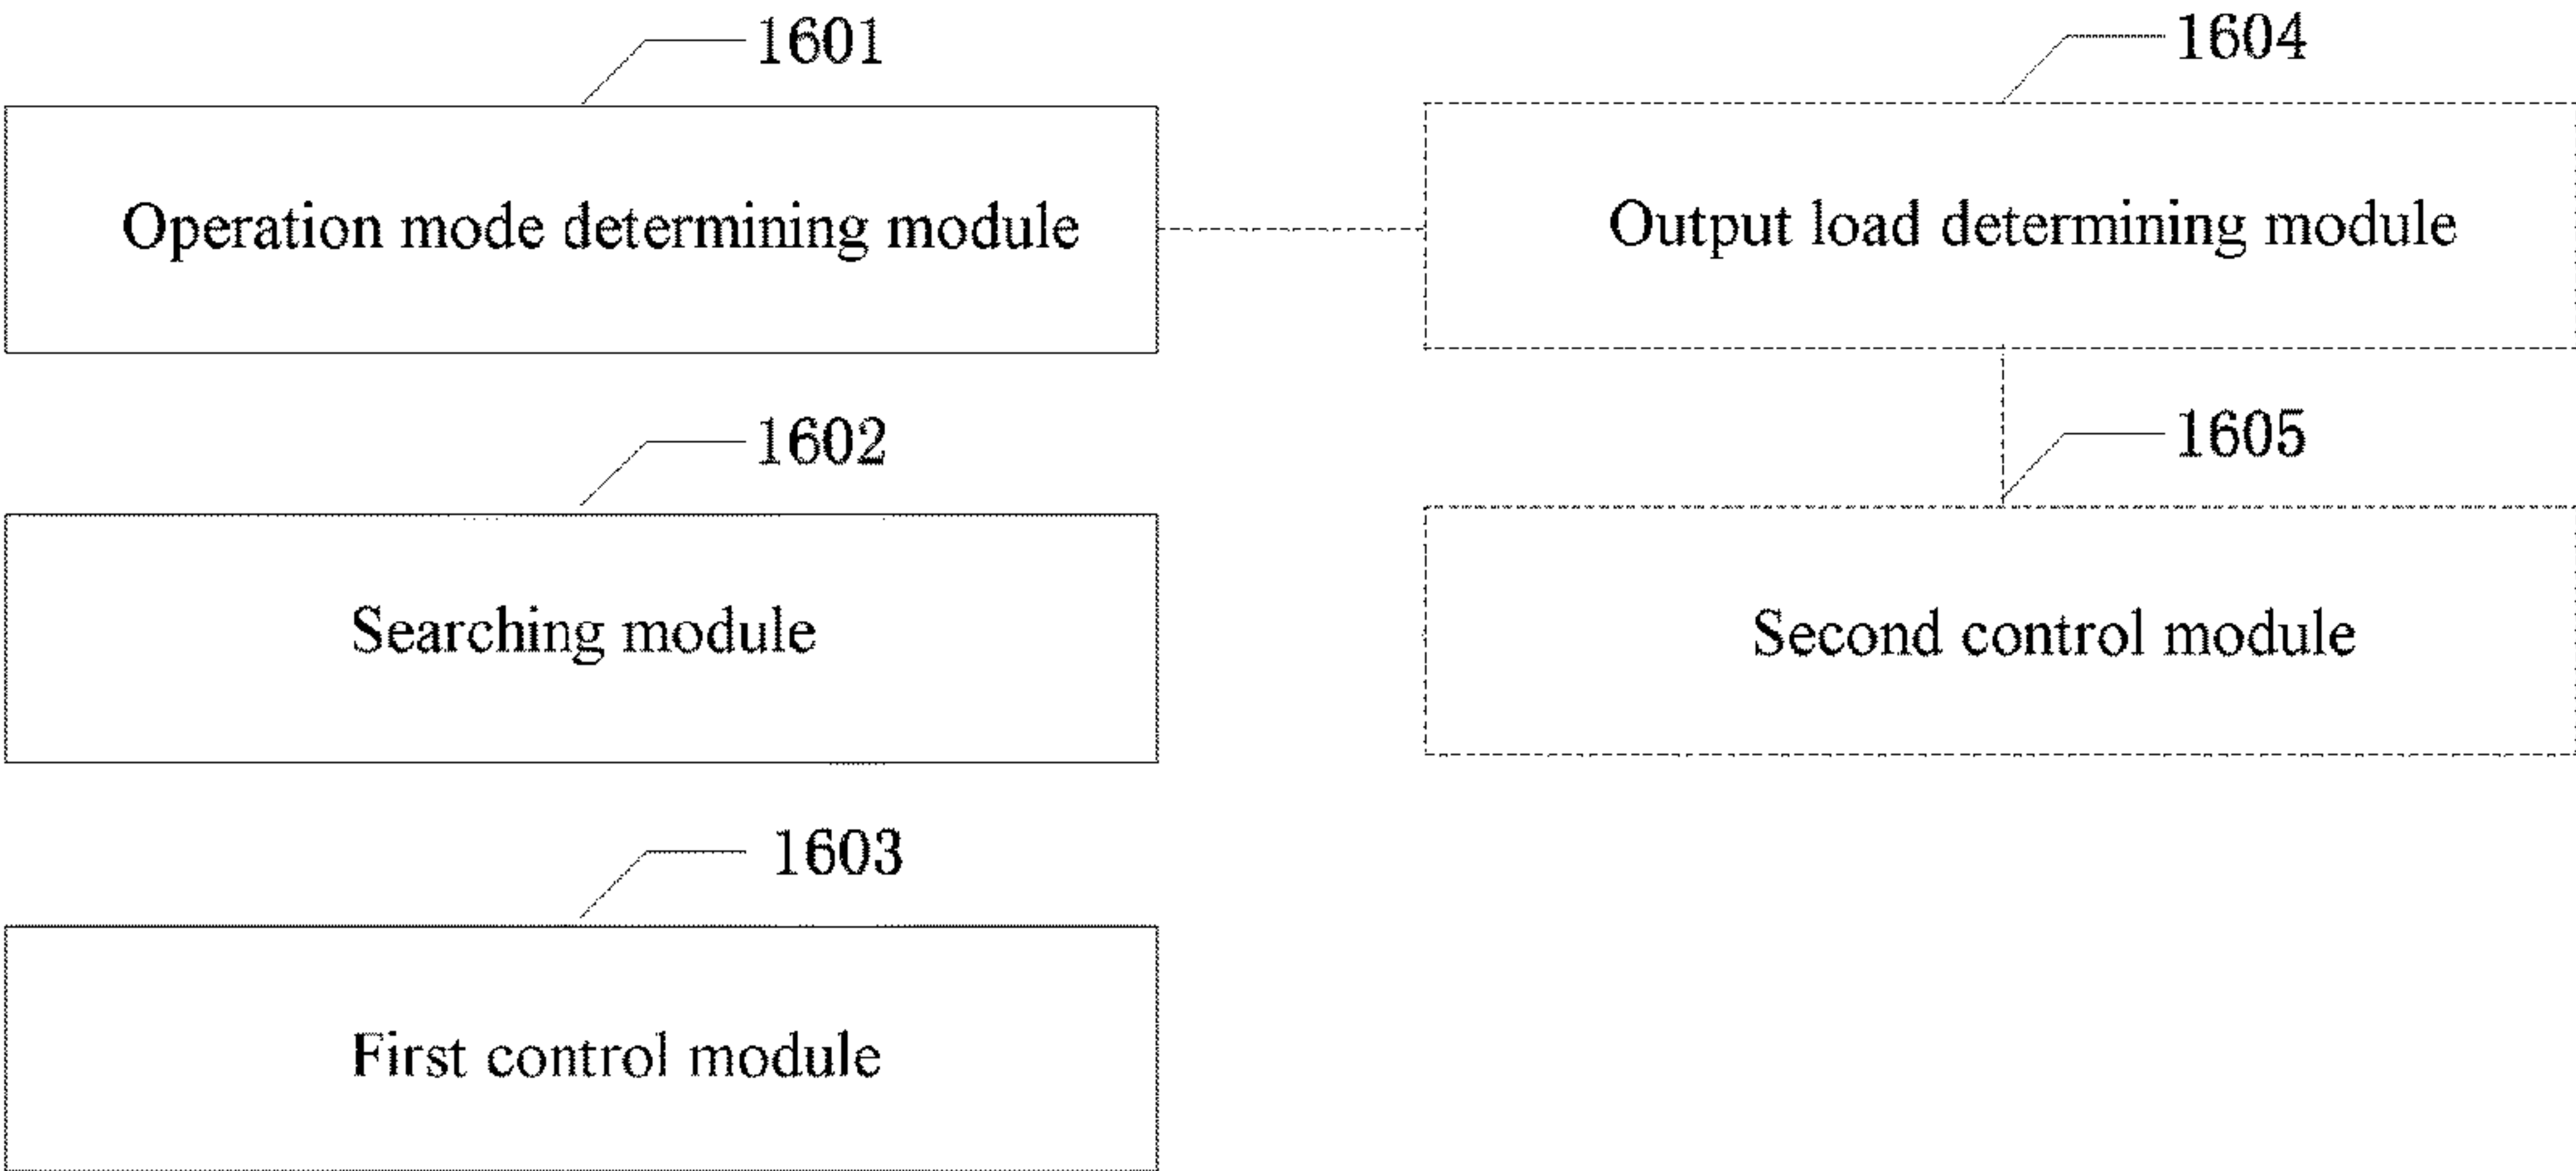 1601
Operation mode determining module
1604
Output load determining module
1602
Searching module
1605
Second control module
1603
First control module